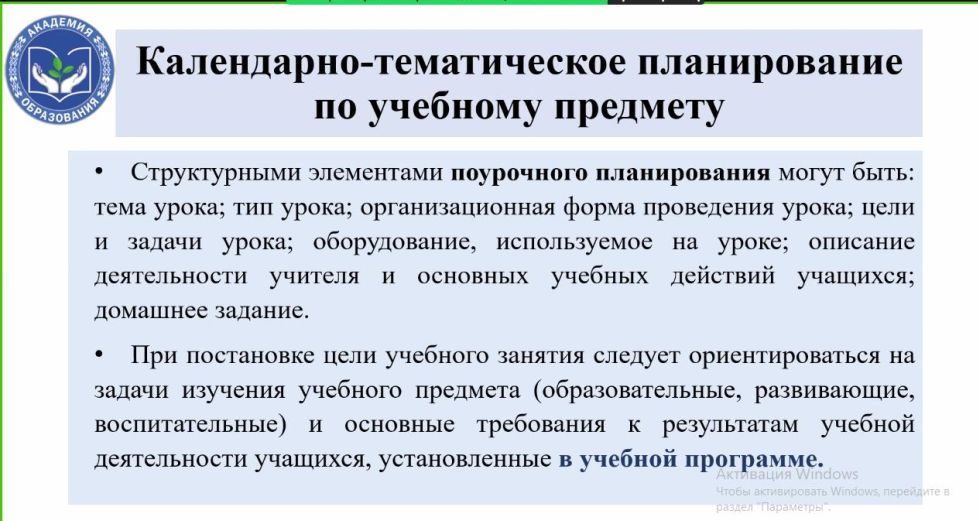 АКАДЕМИЯ
ОБРАЗОВАНИЯ
Календарно-тематическое планирование
по учебному предмету
• Структурными элементами поурочного планирования могут быть:
тема урока; тип урока; организационная форма проведения урока; цели
и задачи урока; оборудование, используемое на уроке; описание
деятельности учителя и основных учебных действий учащихся;
домашнее задание.
• При постановке цели учебного занятия следует ориентироваться на
задачи изучения учебного предмета (образовательные, развивающие,
воспитательные) и основные требования к результатам учебной
деятельности учащихся, установленные в учебной программе.
Активация Windows
Чтобы активировать Windows, перейдите в
раздел "Параметры".